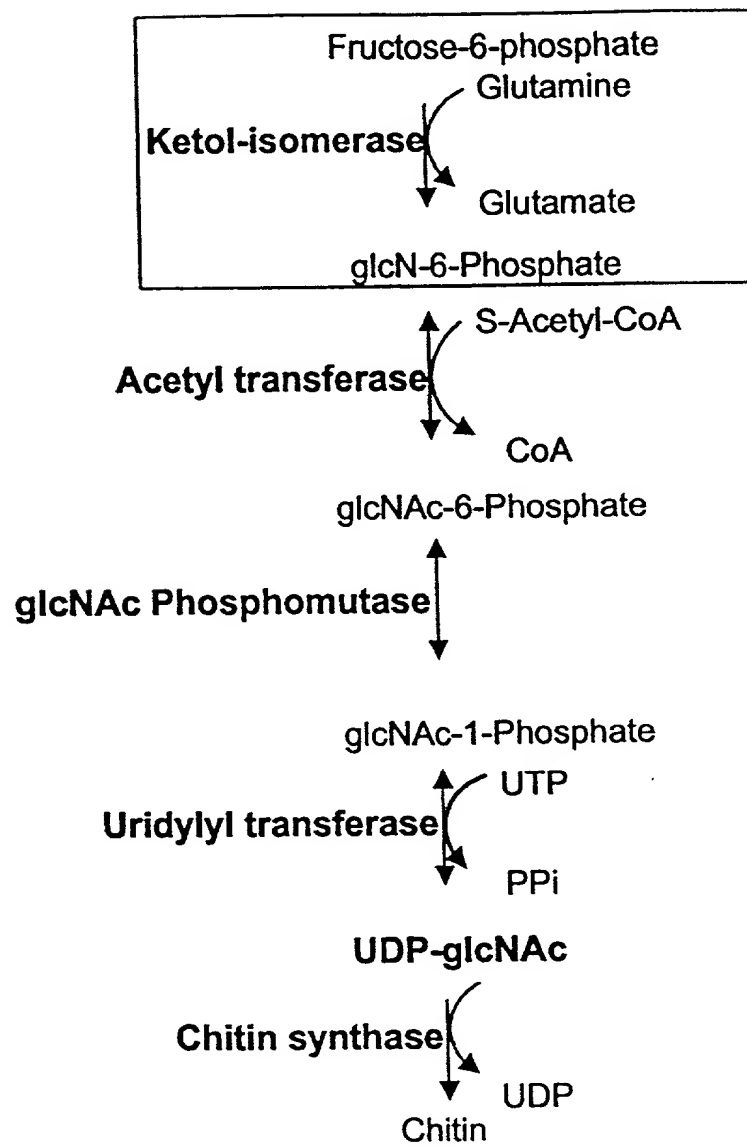 Fructose-6-phosphate
Glutamine
Ketol-isomerase
Glutamate
glcN-6-Phosphate
S-Acetyl-CoA
Acetyl transferase
CoA
glcNAc-6-Phosphate
glcNAc Phosphomutase
glcNAc-1-Phosphate
UTP
Uridylyl transferase
PPi
UDP-glcNAc
Chitin synthase
UDP
Chitin